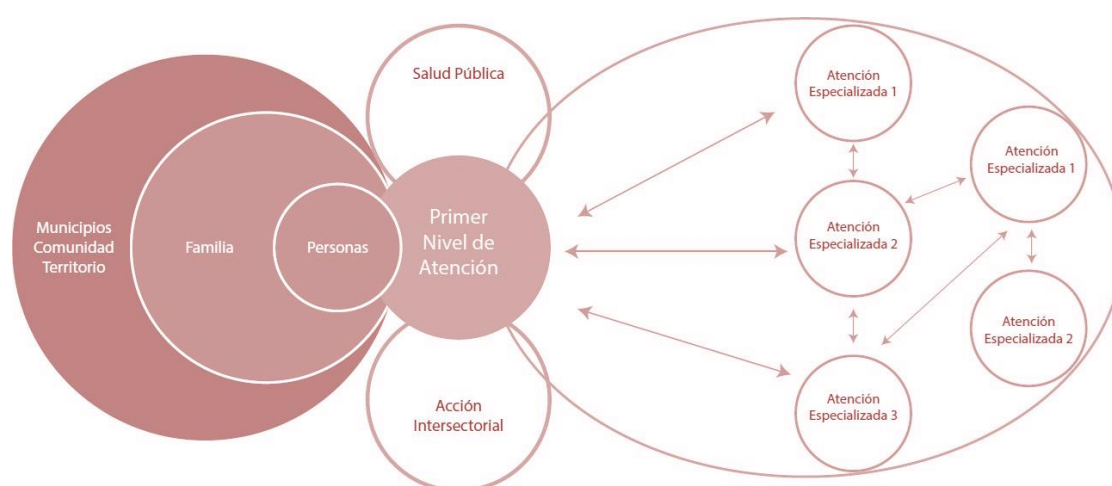 Municipios
Comunidad
Territorio
Familia
Personas
Salud Pública
Primer
Nivel de
Atención
Acción
Intersectorial
Atención
Especializada 1
Atención
Especializada 2
Atención
Especializada 3
Atención
Especializada 1
Atención
Especializada 2